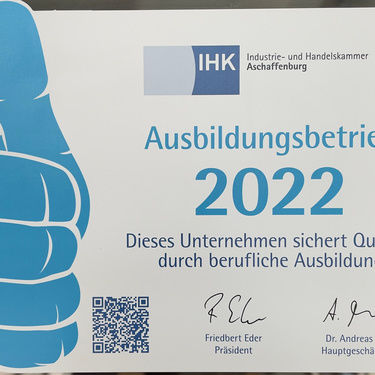 IHK
Industrie- und Handelskammer
Aschaffenburg
Ausbildungsbetrie
2022
Dieses Unternehmen sichert Qu
durch berufliche Ausbildun
Friedbert Eder
Präsident
Dr. Andreas
Hauptgeschä